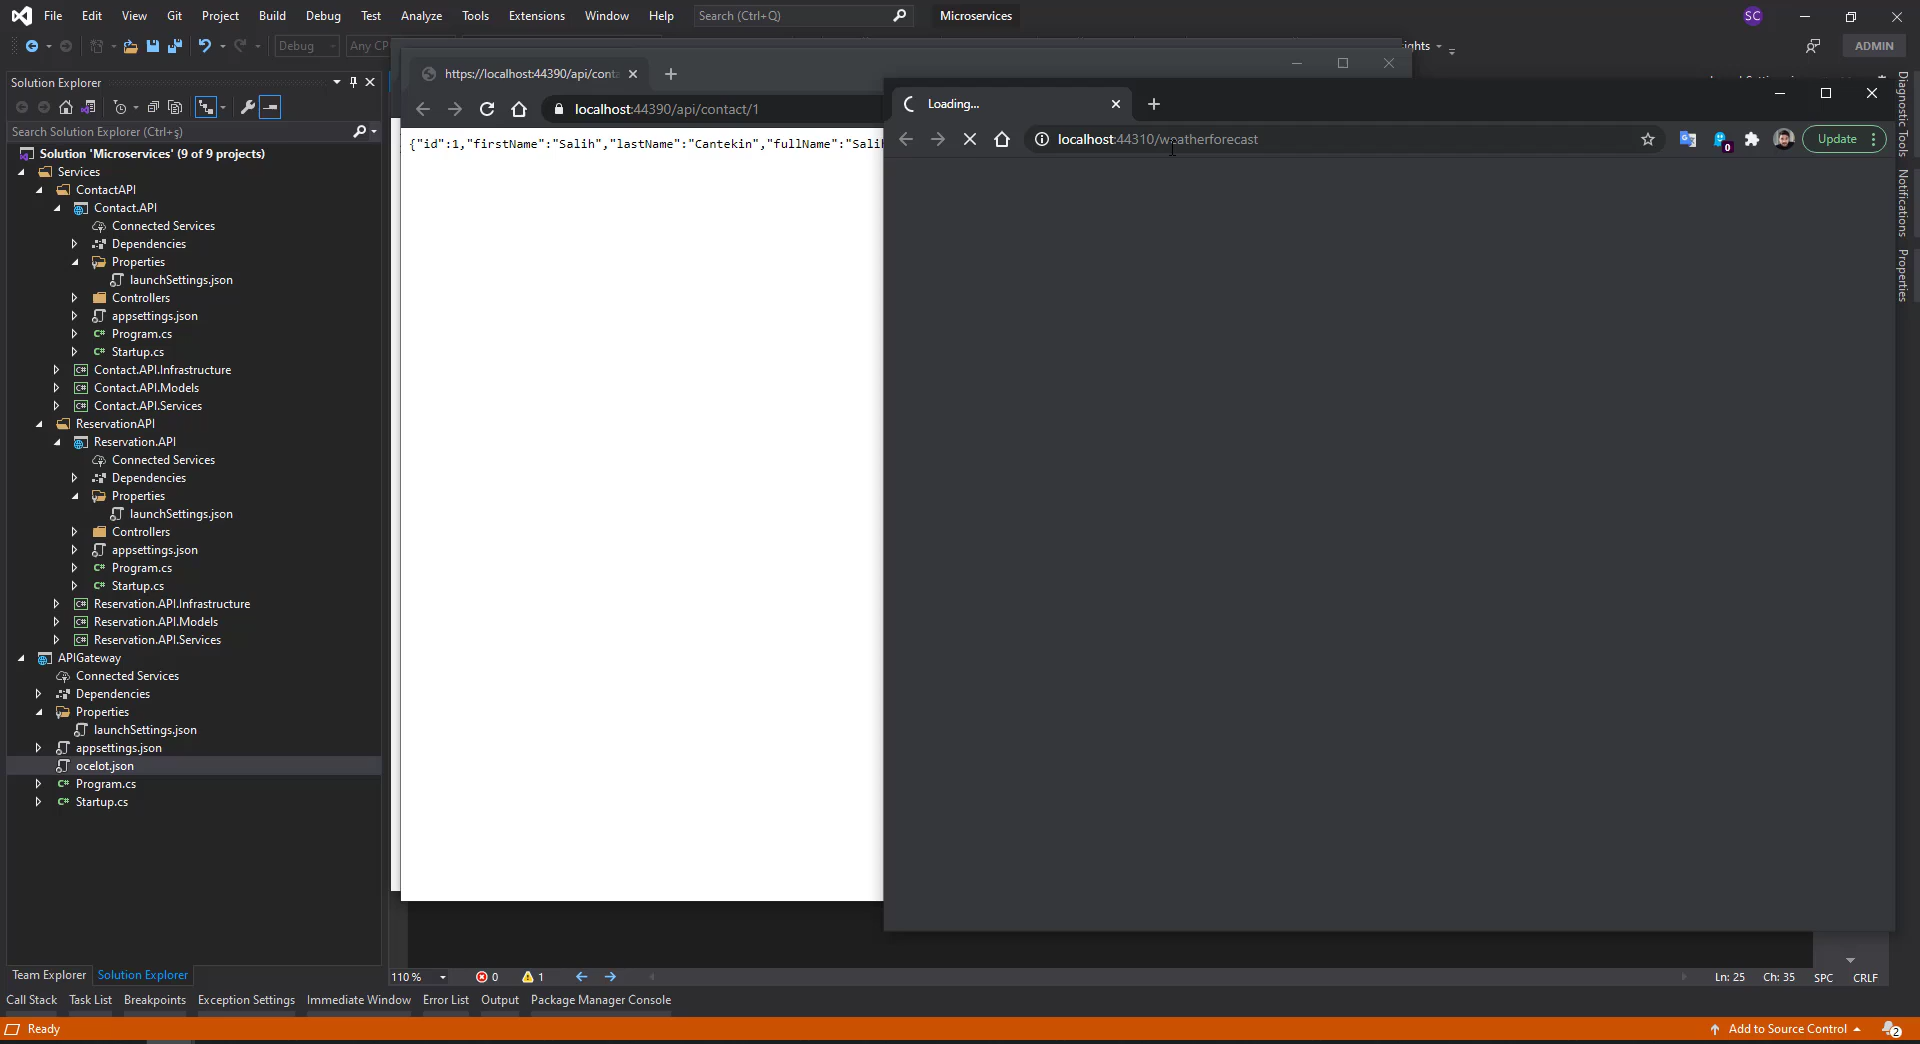 File Edit View Git Project Build Debug Test Analyze Tools Extensions Window Help Search (Ctrl+Q) Microservices SC
Debug Any CP ights ADMIN
Solution Explorer
Search Solution Explorer (Ctrl+ş)
Solution 'Microservices' (9 of 9 projects)
Services
ContactAPI
Contact.API
Connected Services
Dependencies
Properties
launchSettings.json
Controllers
appsettings.json
Program.cs
Startup.cs
Contact.API.Infrastructure
Contact.API.Models
Contact.API.Services
ReservationAPI
Reservation.API
Connected Services
Dependencies
Properties
launchSettings.json
Controllers
appsettings.json
Program.cs
Startup.cs
Reservation.API.Infrastructure
Reservation.API.Models
Reservation.API.Services
APIGateway
Connected Services
Dependencies
Properties
launchSettings.json
appsettings.json
ocelot.json
Program.cs
Startup.cs
Team Explorer Solution Explorer
https://localhost:44390/api/conta
localhost:44390/api/contact/1
{"id":1,"firstName":"Salih","lastName":"Cantekin","fullName":"Salih
Loading...
localhost:44310/weatherforecast
0
Update
Diagnostic Tools
Notifications
Properties
110 % 0 1 Ln: 25 Ch: 35 SPC CRLF
Call Stack Task List Breakpoints Exception Settings Immediate Window Error List Output Package Manager Console
Ready Add to Source Control 2